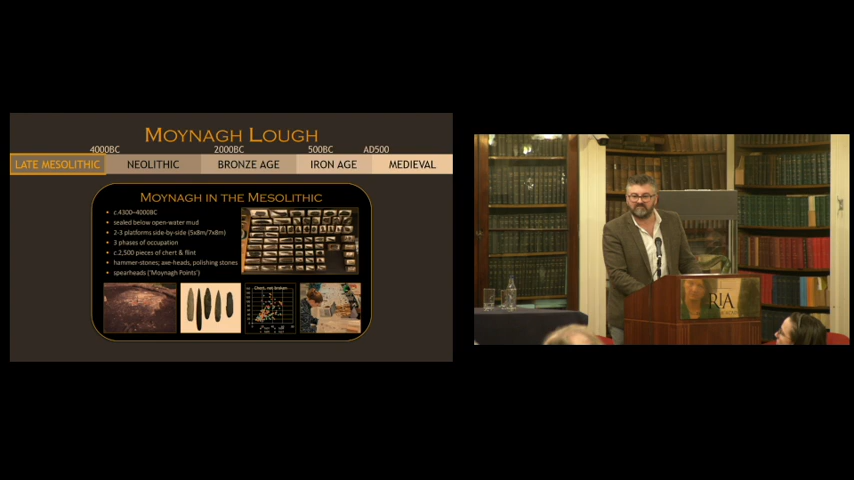 MOYNAGH LOUGH
4000BC 2000BC 500BC AD500
LATE MESOLITHIC NEOLITHIC BRONZE AGE IRON AGE MEDIEVAL
MOYNAGH IN THE MESOLITHIC
• c.4300–4000BC
• sealed below open-water mud
• 2-3 platforms side-by-side (5x8m/7x8m)
• 3 phases of occupation
• c.2,500 pieces of chert & flint
• hammer-stones; axe-heads, polishing stones
• spearheads ('Moynagh Points')
Chert, not broken
RIA